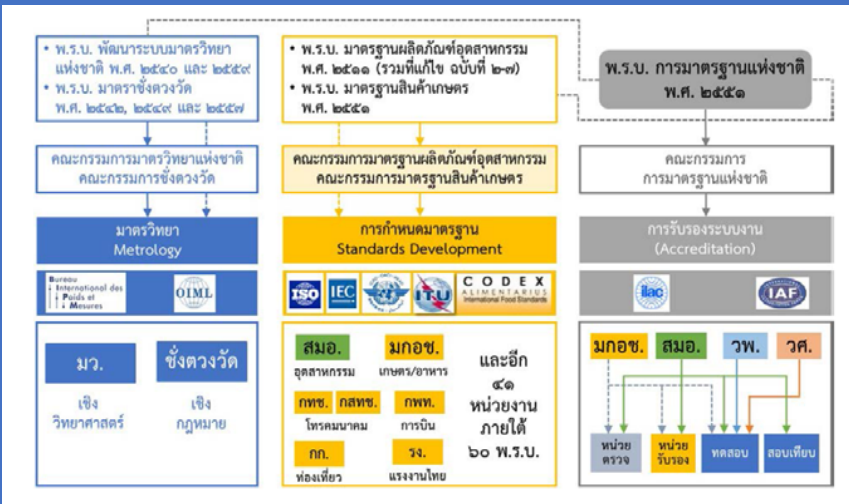 • พ.ร.บ. พัฒนาระบบมาตรวิทยา
แห่งชาติ พ.ศ. ๒๕๔๐ และ ๒๕๕๙
• พ.ร.บ. มาตราชั่งตวงวัด
พ.ศ. ๒๕๔๒, ๒๕๔๙ และ ๒๕๕๗
คณะกรรมการมาตรวิทยาแห่งชาติ
คณะกรรมการชั่งตวงวัด
มาตรวิทยา
Metrology
Bureau
International des
Poids et
Mesures
OIML
มว.
เชิง
วิทยาศาสตร์
ชั่งตวงวัด
เชิง
กฎหมาย
• พ.ร.บ. มาตรฐานผลิตภัณฑ์อุตสาหกรรม
พ.ศ. ๒๕๑๑ (รวมที่แก้ไข ฉบับที่ ๒-๗)
• พ.ร.บ. มาตรฐานสินค้าเกษตร
พ.ศ. ๒๕๕๑
คณะกรรมการมาตรฐานผลิตภัณฑ์อุตสาหกรรม
คณะกรรมการมาตรฐานสินค้าเกษตร
การกำหนดมาตรฐาน
Standards Development
ISO
IEC
ITU
CODEX
ALIMENTARIUS
International Food Standards
สมอ.
อุตสาหกรรม
มกอช.
เกษตร/อาหาร
กทช. กสทช.
โทรคมนาคม
กพท.
การบิน
กก.
ท่องเที่ยว
รง.
แรงงานไทย
และอีก
๔๑
หน่วยงาน
ภายใต้
๖๐ พ.ร.บ.
พ.ร.บ. การมาตรฐานแห่งชาติ
พ.ศ. ๒๕๕๑
คณะกรรมการ
การมาตรฐานแห่งชาติ
การรับรองระบบงาน
(Accreditation)
ilac
IAF
มกอช. สมอ. วพ. วศ.
หน่วย
ตรวจ
หน่วย
รับรอง
ทดสอบ
สอบเทียบ